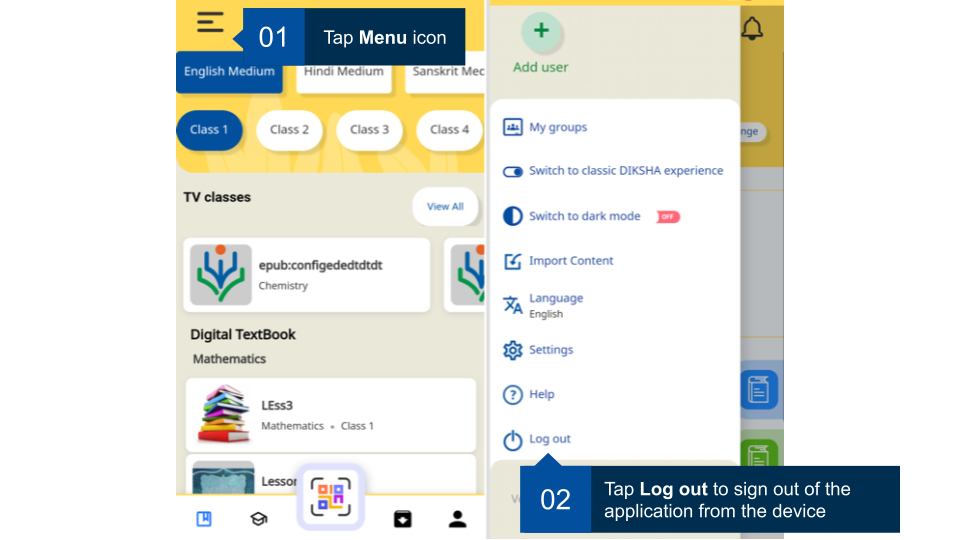 01 Tap Menu icon
English Medium Hindi Medium Sanskrit Med
Class 1 Class 2 Class 3 Class 4
TV classes
View All
epub:configededtdtdt
Chemistry
Digital TextBook
Mathematics
LEss3
Mathematics • Class 1
Lesson
Add user
nge
My groups
Switch to classic DIKSHA experience
Switch to dark mode OFF
Import Content
Language
English
Settings
Help
Log out
02
Tap Log out to sign out of the
application from the device